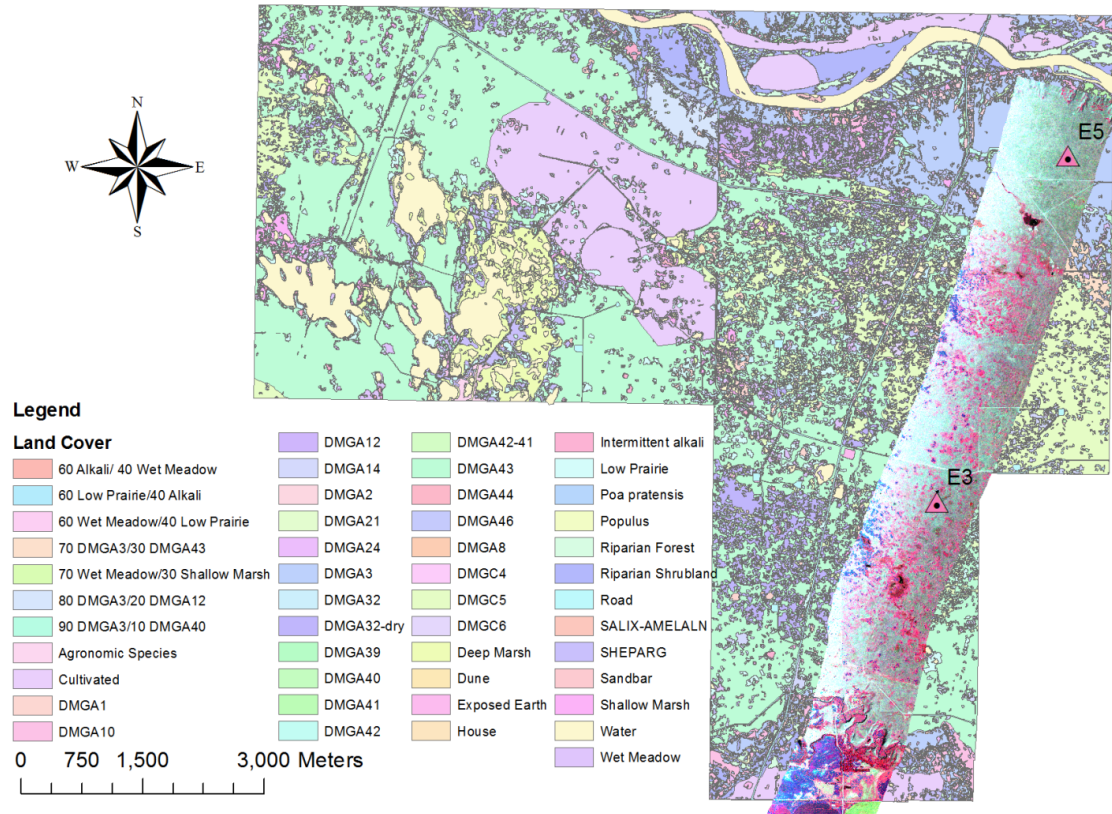 N
W
E
S
E5
E3
Legend
Land Cover
60 Alkali/ 40 Wet Meadow
60 Low Prairie/40 Alkali
60 Wet Meadow/40 Low Prairie
70 DMGA3/30 DMGA43
70 Wet Meadow/30 Shallow Marsh
80 DMGA3/20 DMGA12
90 DMGA3/10 DMGA40
Agronomic Species
Cultivated
DMGA1
DMGA10
DMGA12
DMGA14
DMGA2
DMGA21
DMGA24
DMGA3
DMGA32
DMGA32-dry
DMGA39
DMGA40
DMGA41
DMGA42
DMGA42-41
DMGA43
DMGA44
DMGA46
DMGA8
DMGC4
DMGC5
DMGC6
Deep Marsh
Dune
Exposed Earth
House
Intermittent alkali
Low Prairie
Poa pratensis
Populus
Riparian Forest
Riparian Shrubland
Road
SALIX-AMELALN
SHEPARG
Sandbar
Shallow Marsh
Water
Wet Meadow
0 750 1,500 3,000 Meters